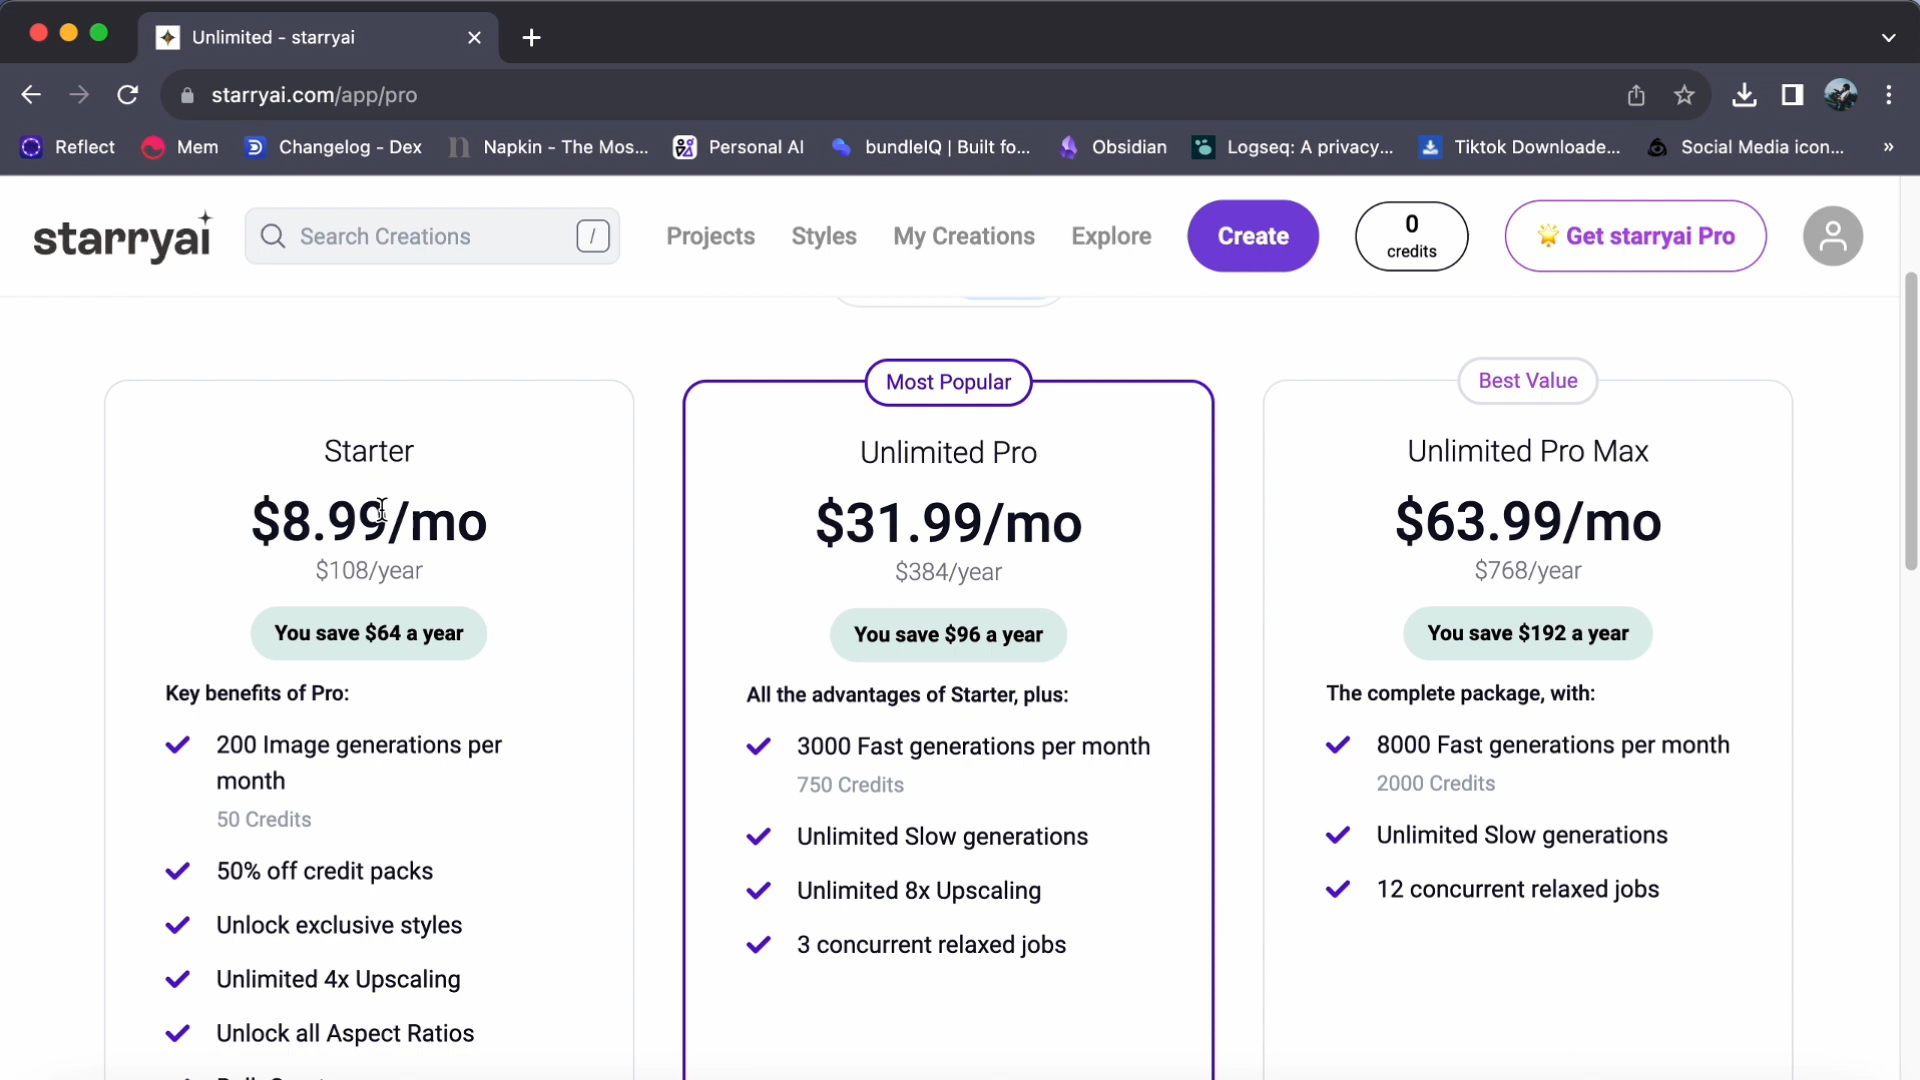 Unlimited - starryai
starryai.com/app/pro
Reflect
Mem
Changelog - Dex
Napkin - The Mos...
Personal AI
bundleIQ | Built fo...
Obsidian
Logseq: A privacy...
Tiktok Downloade...
Social Media icon...
»
starryai
Search Creations
/
Projects
Styles
My Creations
Explore
Create
0
credits
Get starryai Pro
Starter
$8.99/mo
$108/year
You save $64 a year
Key benefits of Pro:
200 Image generations per
month
50 Credits
50% off credit packs
Unlock exclusive styles
Unlimited 4x Upscaling
Unlock all Aspect Ratios
Most Popular
Unlimited Pro
$31.99/mo
$384/year
You save $96 a year
All the advantages of Starter, plus:
3000 Fast generations per month
750 Credits
Unlimited Slow generations
Unlimited 8x Upscaling
3 concurrent relaxed jobs
Best Value
Unlimited Pro Max
$63.99/mo
$768/year
You save $192 a year
The complete package, with:
8000 Fast generations per month
2000 Credits
Unlimited Slow generations
12 concurrent relaxed jobs